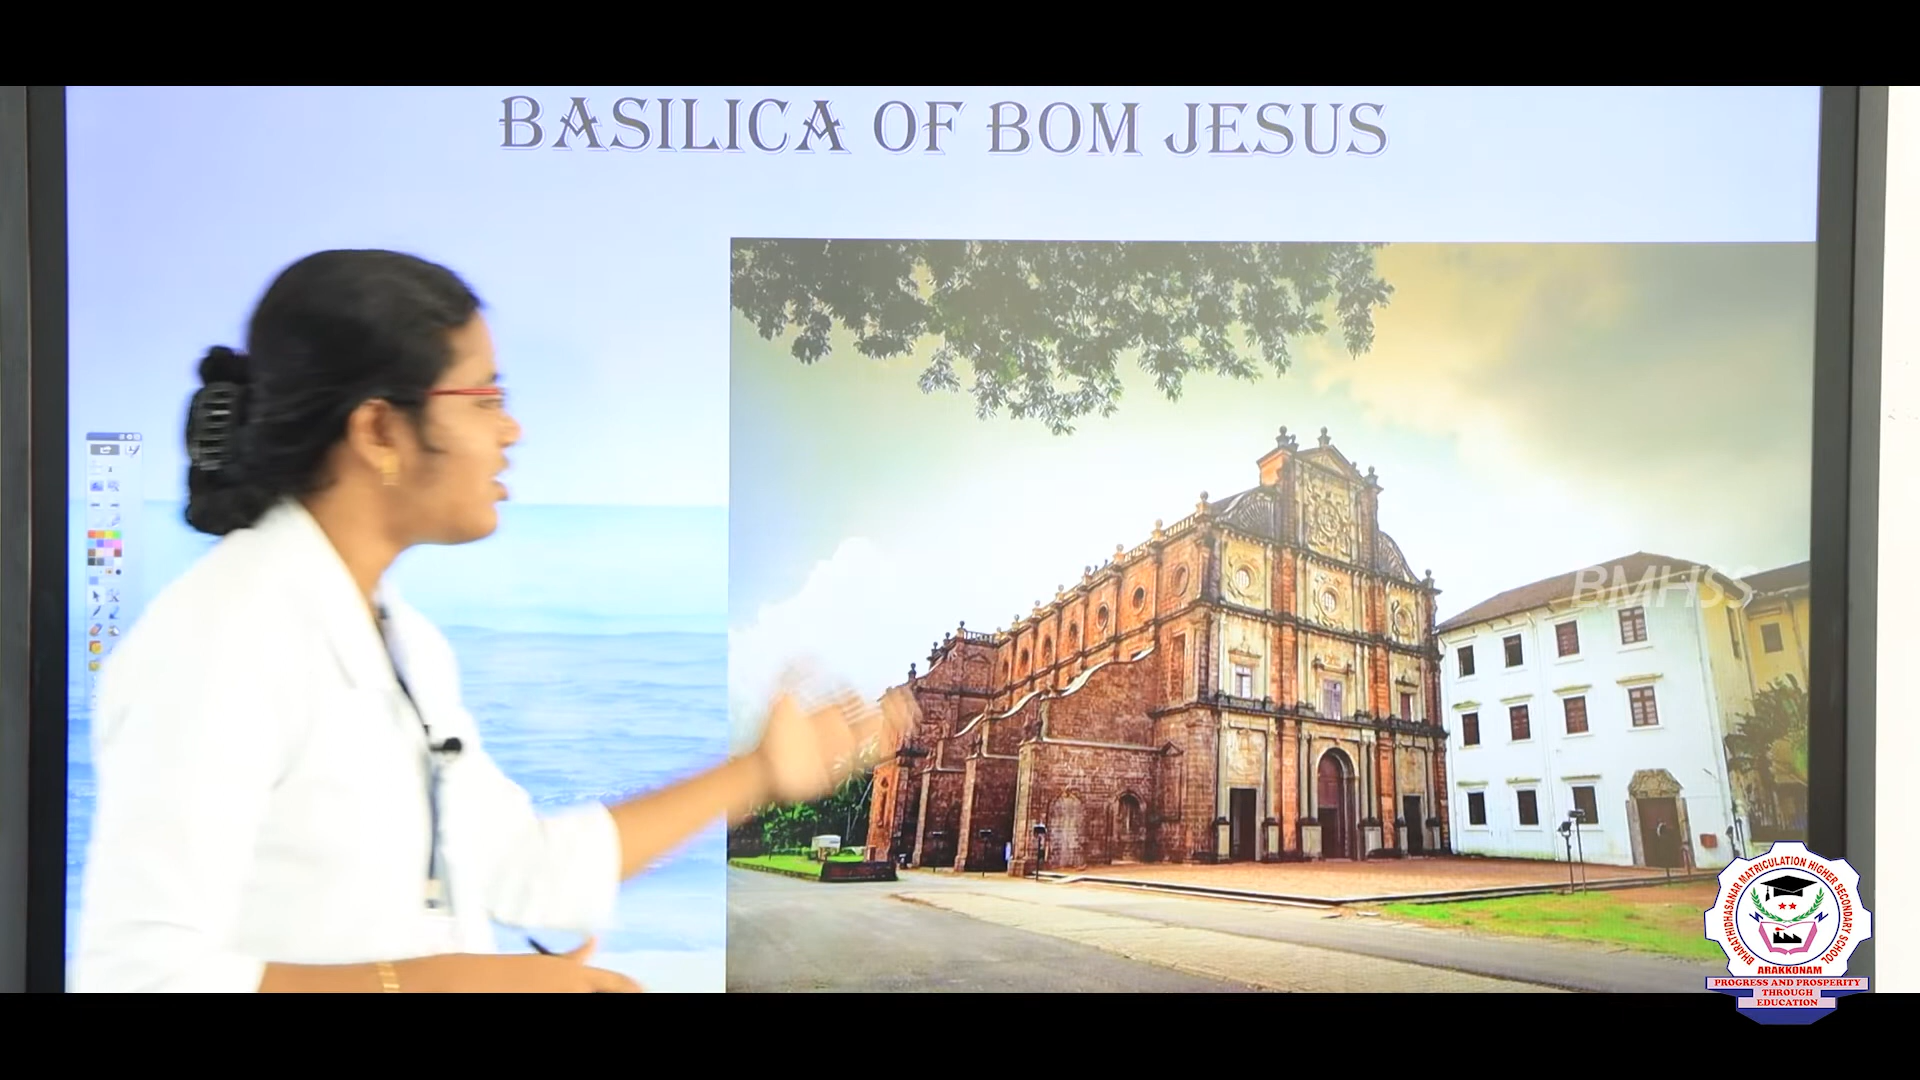 BASILICA OF BOM JESUS
BMHSS
BHARATHIDHASANAR MATRICULATION HIGHER SECONDARY SCHOOL
ARAKKONAM
PROGRESS AND PROSPERITY
THROUGH
EDUCATION